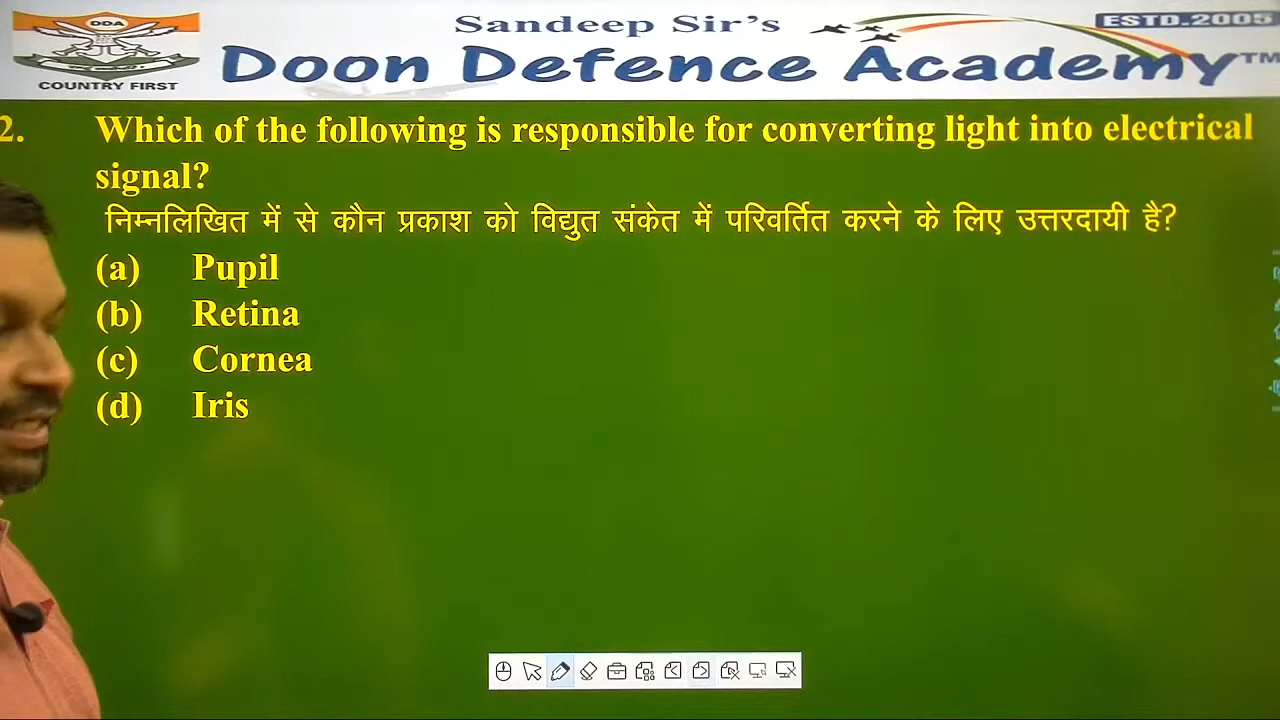 DDA
COUNTRY FIRST
Sandeep Sir's
ESTD.2005
Doon Defence Academy™
2. Which of the following is responsible for converting light into electrical
signal?
निम्नलिखित में से कौन प्रकाश को विद्युत संकेत में परिवर्तित करने के लिए उत्तरदायी है?
(a) Pupil
(b) Retina
(c) Cornea
(d) Iris